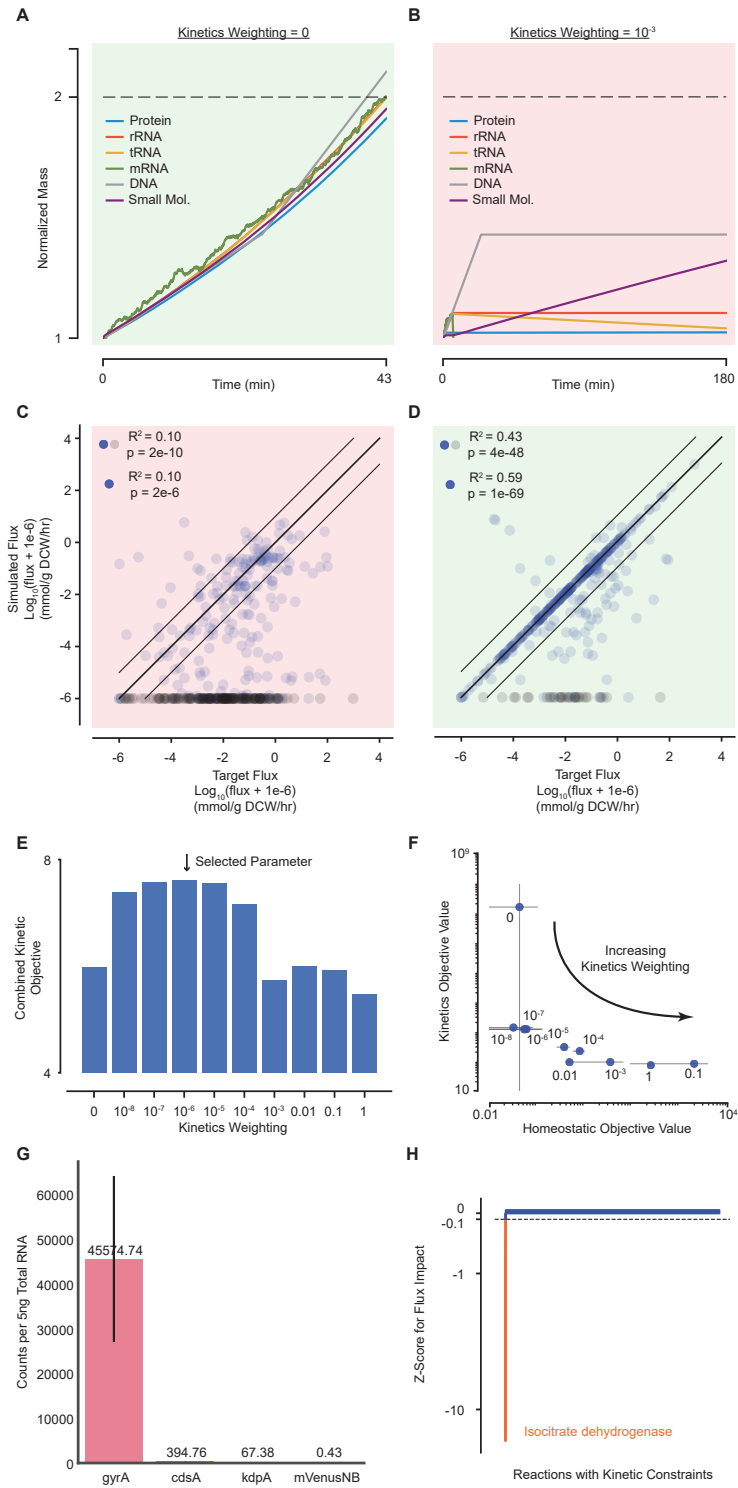 A
Kinetics Weighting = 0
2
1
Normalized Mass
Protein
rRNA
tRNA
mRNA
DNA
Small Mol.
0
43
Time (min)
B
Kinetics Weighting = 10⁻³
Protein
rRNA
tRNA
mRNA
DNA
Small Mol.
0
180
Time (min)
C
R² = 0.10
p = 2e-10
R² = 0.10
p = 2e-6
4
2
0
-2
-4
-6
Simulated Flux
Log₁₀(flux + 1e-6)
(mmol/g DCW/hr)
-6 -4 -2 0 2 4
Target Flux
Log₁₀(flux + 1e-6)
(mmol/g DCW/hr)
D
R² = 0.43
p = 4e-48
R² = 0.59
p = 1e-69
-6 -4 -2 0 2 4
Target Flux
Log₁₀(flux + 1e-6)
(mmol/g DCW/hr)
E
8
4
Combined Kinetic
Objective
Selected Parameter
0 10⁻⁸ 10⁻⁷ 10⁻⁶ 10⁻⁵ 10⁻⁴ 10⁻³ 0.01 0.1 1
Kinetics Weighting
F
10⁹
10
Kinetics Objective Value
0
Increasing
Kinetics Weighting
10⁻⁷
10⁻⁸ 10⁻⁶ 10⁻⁵ 10⁻⁴
0.01 10⁻³ 1 0.1
0.01
10⁴
Homeostatic Objective Value
G
60000
50000
40000
30000
20000
10000
0
Counts per 5ng Total RNA
45574.74
394.76
67.38
0.43
gyrA cdsA kdpA mVenusNB
H
0
-0.1
-1
-10
Z-Score for Flux Impact
Isocitrate dehydrogenase
Reactions with Kinetic Constraints